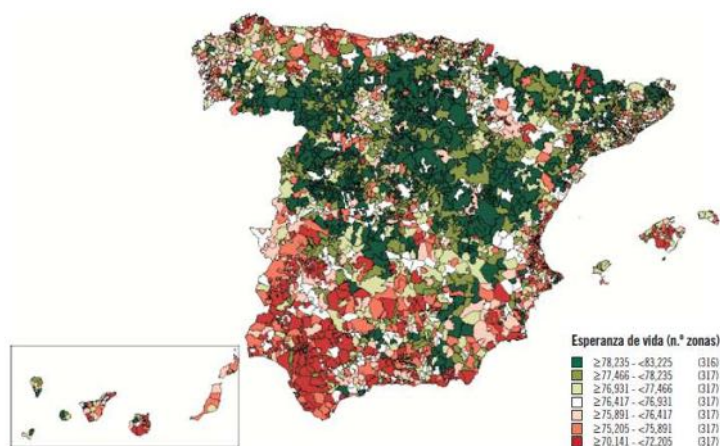 Esperanza de vida (n.º zonas)
≥78,235 - <83,225 (316)
≥77,466 - <78,235 (317)
≥76,931 - <77,466 (317)
≥76,417 - <76,931 (317)
≥75,891 - <76,417 (317)
≥75,205 - <75,891 (317)
≥70,141 - <72,205 (317)